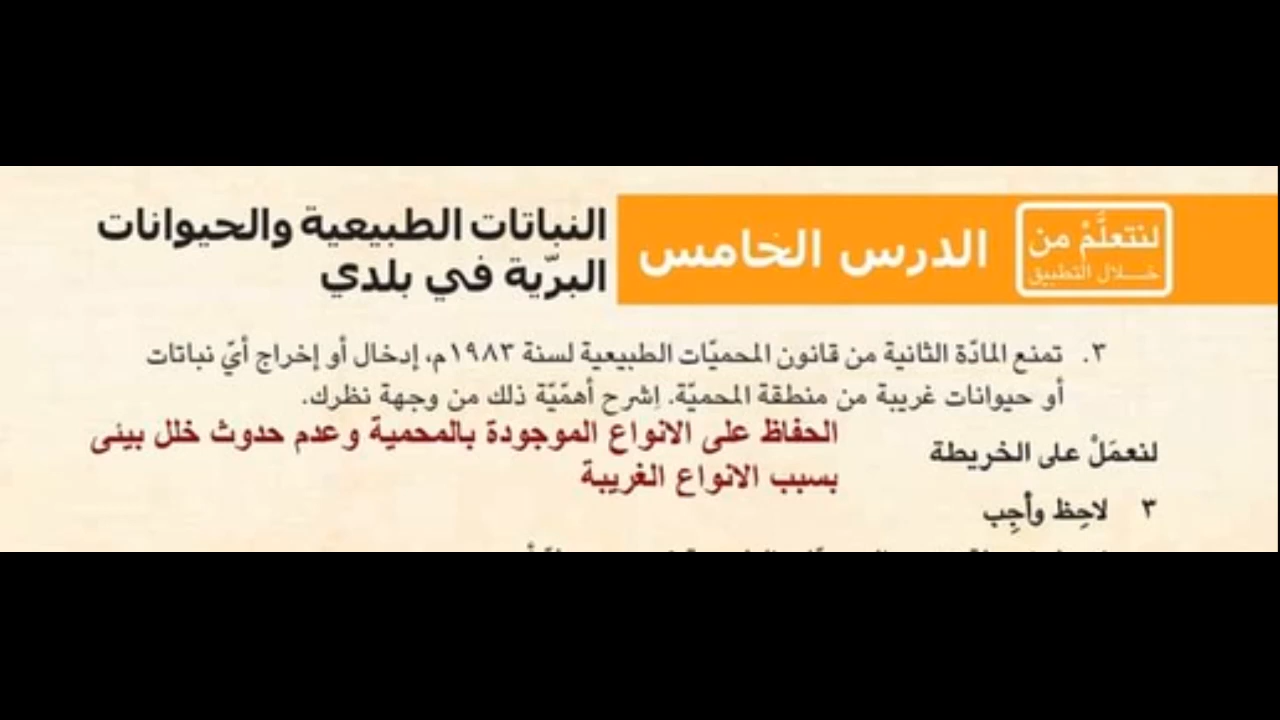 لنتعلَّمْ من
خلال التطبيق
الدرس الخامس
النباتات الطبيعية والحيوانات
البرّية في بلدي
٣. تمنع المادّة الثانية من قانون المحميّات الطبيعية لسنة ١٩٨٣م، إدخال أو إخراج أيّ نباتات
أو حيوانات غريبة من منطقة المحميّة. اِشرح أهمّيّة ذلك من وجهة نظرك.
الحفاظ على الانواع الموجودة بالمحمية وعدم حدوث خلل بيئى
بسبب الانواع الغريبة
لنعمَلْ على الخريطة
٣ لاحِظ وأجِب